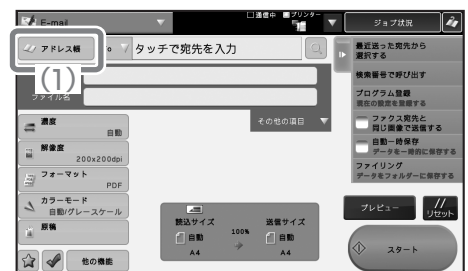 E-mail
通信中
プリンター
ジョブ状況
アドレス帳
タッチで宛先を入力
(1)
ファイル名
濃度
自動
解像度
200x200dpi
フォーマット
PDF
カラーモード
自動/グレースケール
原稿
他の機能
その他の項目
読込サイズ
自動
A4
100%
送信サイズ
自動
A4
最近送った宛先から
選択する
検索番号で呼び出す
プログラム登録
現在の設定を登録する
ファクス宛先と
同じ画像で送信する
自動一時保存
データを一時的に保存する
ファイリング
データをフォルダーに保存する
プレビュー
リセット
スタート